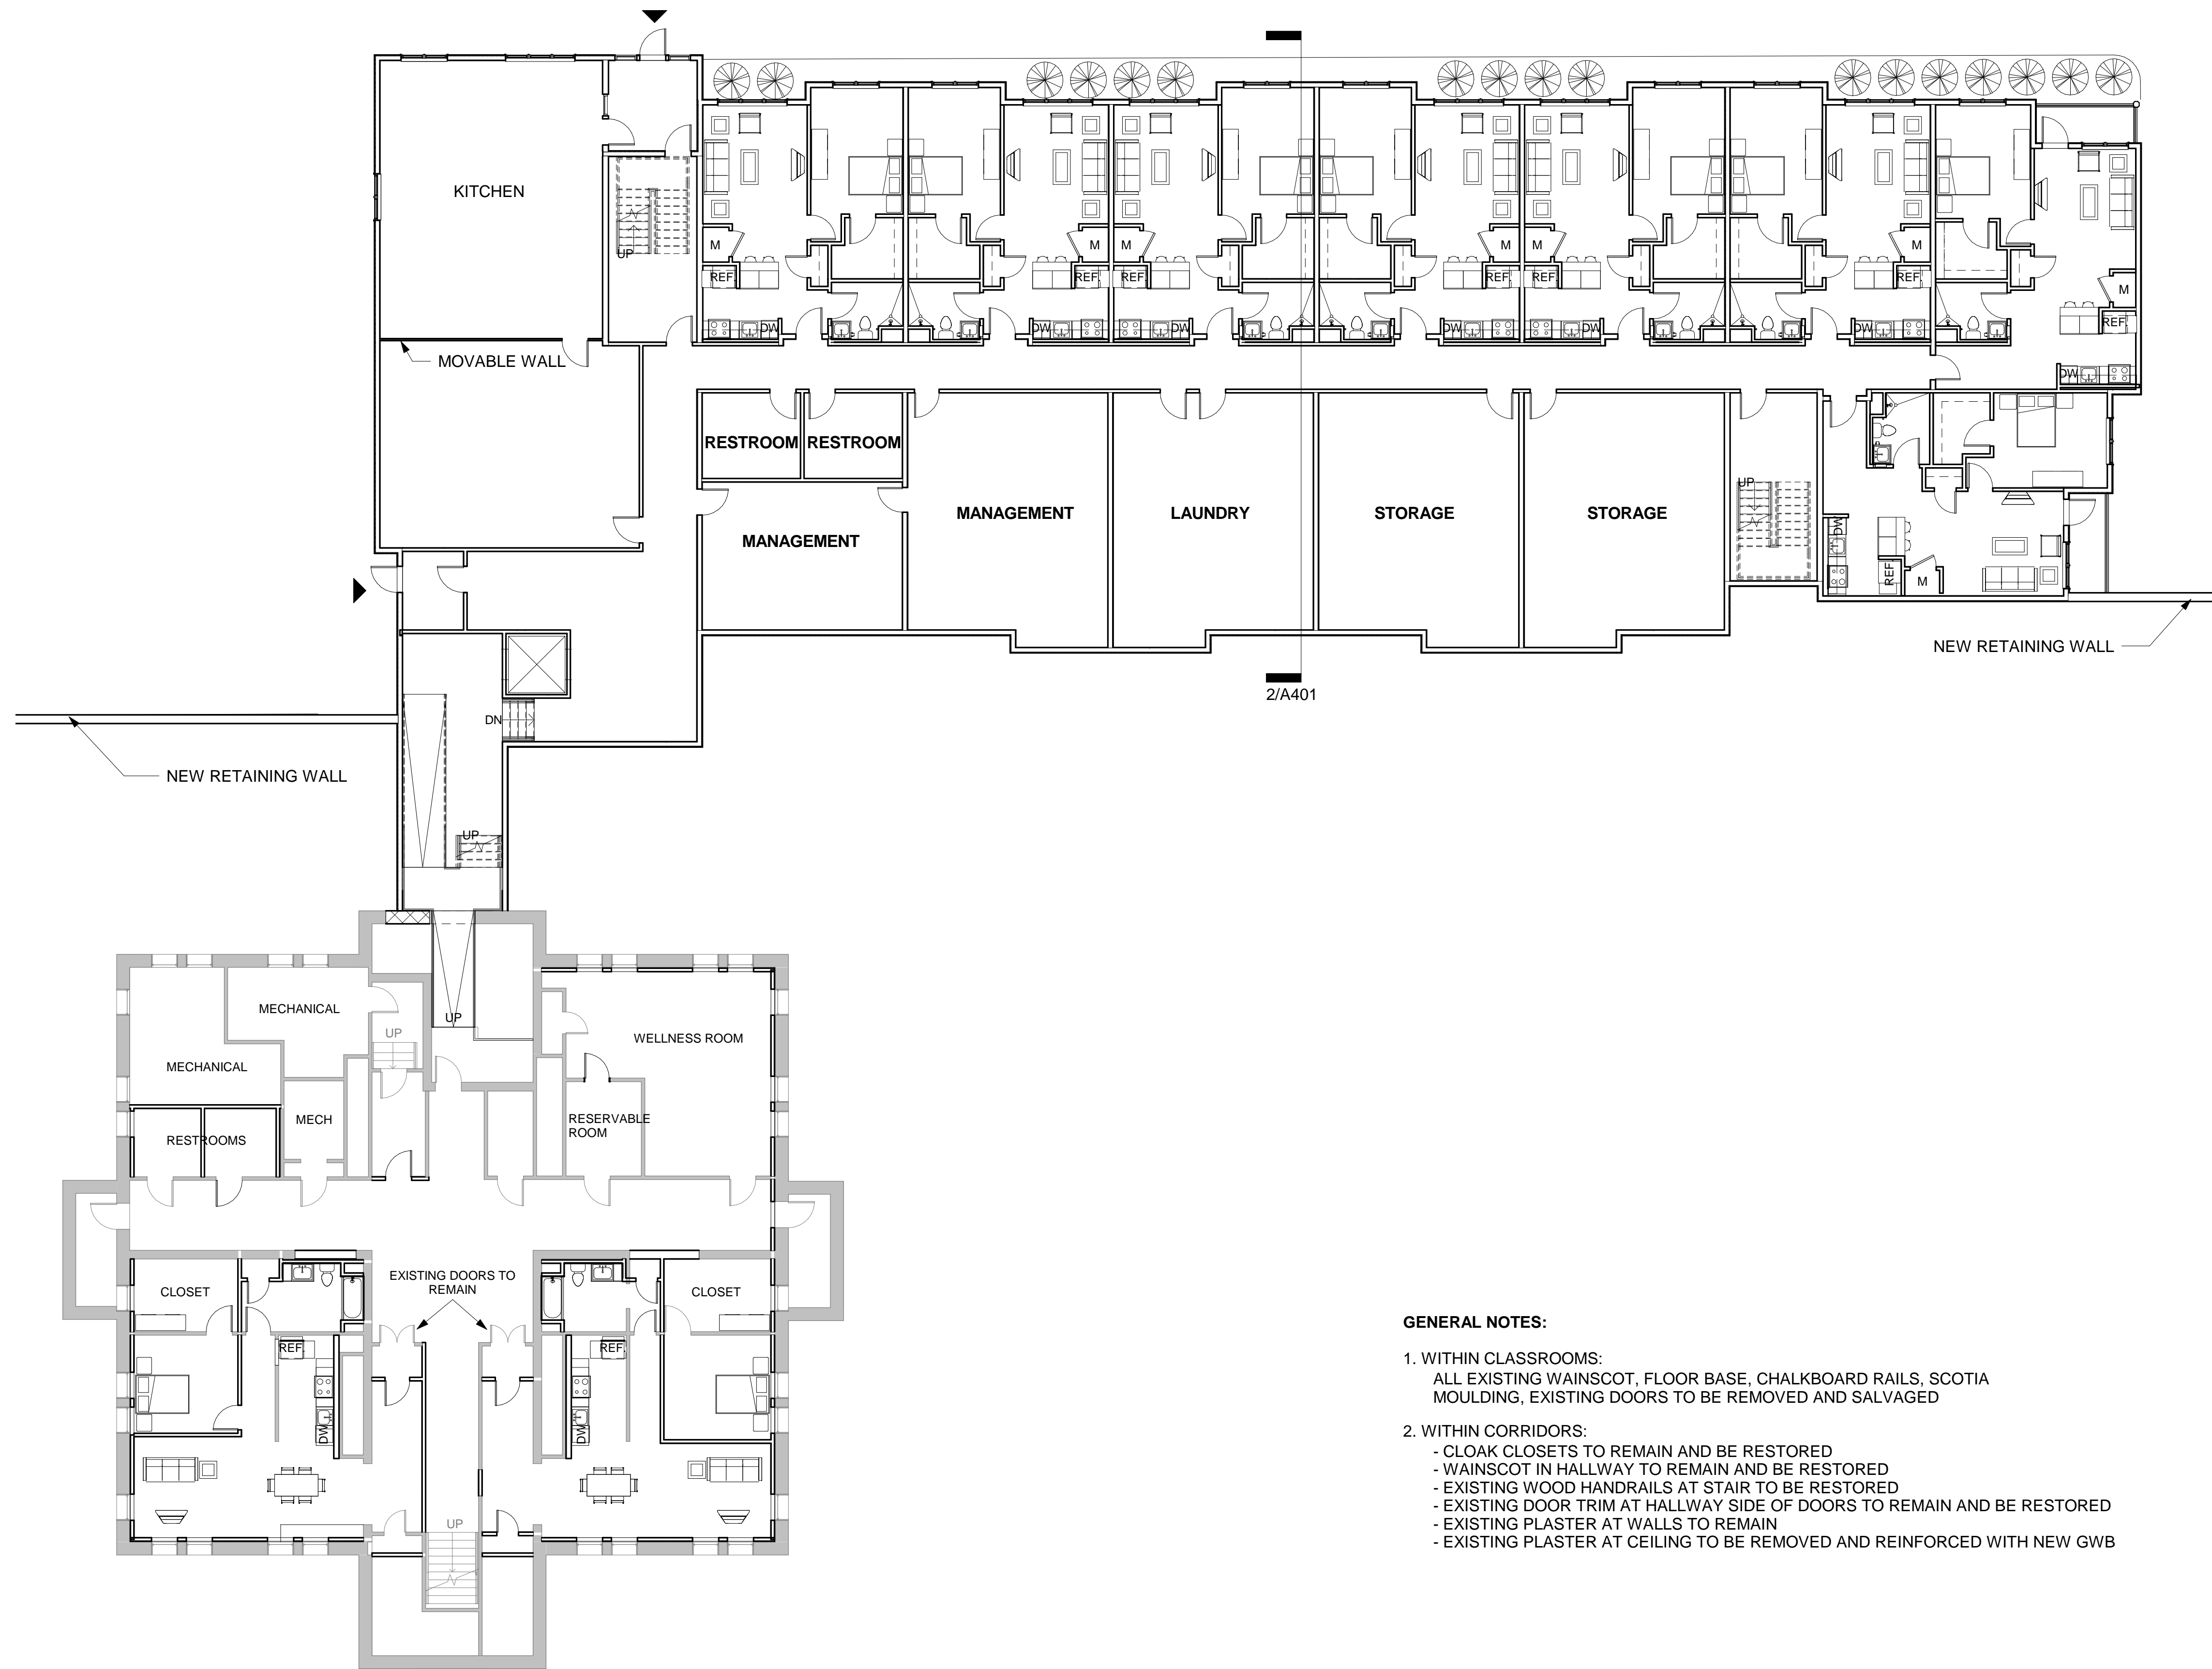 KITCHEN
UP
MOVABLE WALL
M
REF.
DW
M
REF.
DW
M
REF.
DW
M
REF.
DW
M
REF.
DW
M
REF.
DW
M
REF.
DW
RESTROOM
RESTROOM
MANAGEMENT
MANAGEMENT
LAUNDRY
STORAGE
STORAGE
UP
DW
REF.
M
NEW RETAINING WALL
2/A401
DN
NEW RETAINING WALL
UP
UP
MECHANICAL
UP
MECHANICAL
MECH
RESTROOMS
WELLNESS ROOM
RESERVABLE
ROOM
CLOSET
EXISTING DOORS TO
REMAIN
CLOSET
REF.
DW
REF.
DW
UP
GENERAL NOTES:
1. WITHIN CLASSROOMS:
ALL EXISTING WAINSCOT, FLOOR BASE, CHALKBOARD RAILS, SCOTIA
MOULDING, EXISTING DOORS TO BE REMOVED AND SALVAGED
2. WITHIN CORRIDORS:
- CLOAK CLOSETS TO REMAIN AND BE RESTORED
- WAINSCOT IN HALLWAY TO REMAIN AND BE RESTORED
- EXISTING WOOD HANDRAILS AT STAIR TO BE RESTORED
- EXISTING DOOR TRIM AT HALLWAY SIDE OF DOORS TO REMAIN AND BE RESTORED
- EXISTING PLASTER AT WALLS TO REMAIN
- EXISTING PLASTER AT CEILING TO BE REMOVED AND REINFORCED WITH NEW GWB